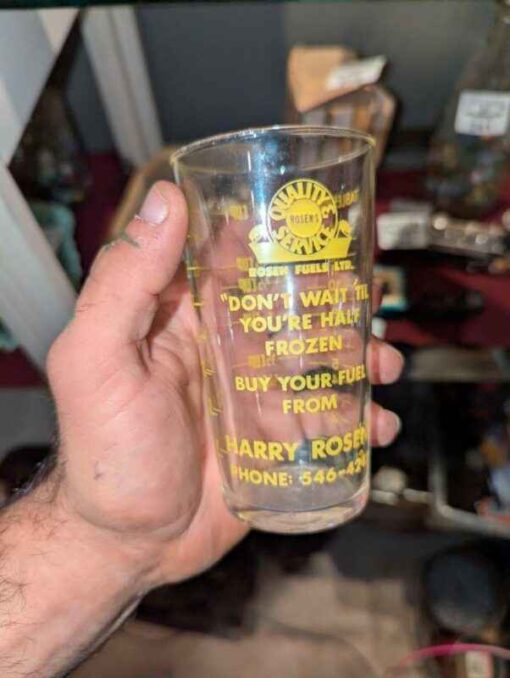 QUALITY &
ROSEN'S
SERVICE
ROSEN FUELS LTD.
"DON'T WAIT 'TIL
YOU'RE HALF
FROZEN
BUY YOUR FUEL
FROM
HARRY ROSEN
PHONE: 546-42